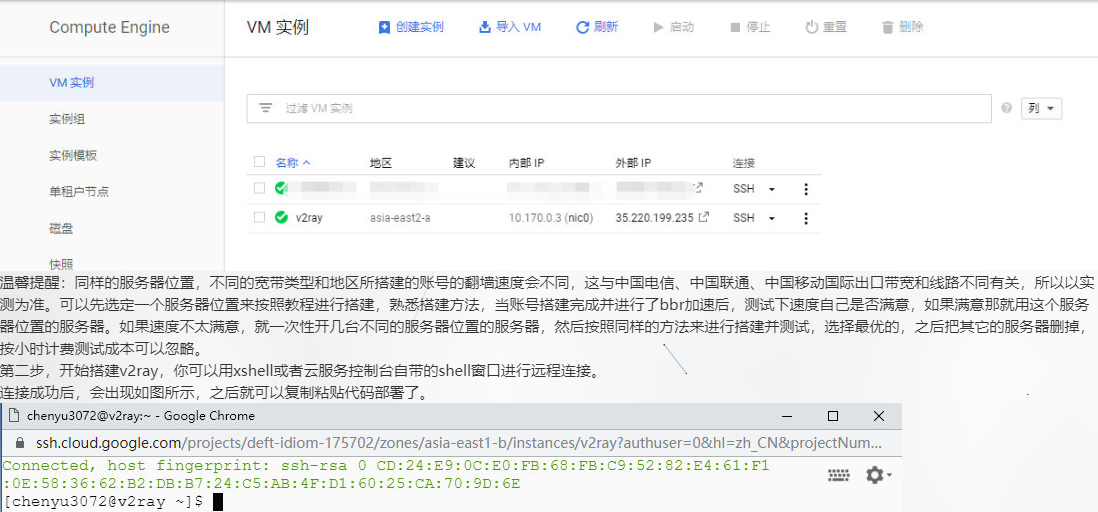 Compute Engine
VM 实例
创建实例
导入 VM
刷新
启动
停止
重置
删除
VM 实例
实例组
实例模板
单租户节点
磁盘
快照
过滤 VM 实例
列
名称
地区
建议
内部 IP
外部 IP
连接
SSH
v2ray
asia-east2-a
10.170.0.3 (nic0)
35.220.199.235
SSH
温馨提醒：同样的服务器位置，不同的宽带类型和地区所搭建的账号的翻墙速度会不同，这与中国电信、中国联通、中国移动国际出口带宽和线路不同有关，所以以实
测为准。可以先选定一个服务器位置来按照教程进行搭建，熟悉搭建方法，当账号搭建完成并进行了bbr加速后，测试下速度自己是否满意，如果满意那就用这个服务
器位置的服务器。如果速度不太满意，就一次性开几台不同的服务器位置的服务器，然后按照同样的方法来进行搭建并测试，选择最优的，之后把其它的服务器删掉，
按小时计费测试成本可以忽略。
第二步，开始搭建v2ray，你可以用xshell或者云服务控制台自带的shell窗口进行远程连接。
连接成功后，会出现如图所示，之后就可以复制粘贴代码部署了。
chenyu3072@v2ray:~ - Google Chrome
ssh.cloud.google.com/projects/deft-idiom-175702/zones/asia-east1-b/instances/v2ray?authuser=0&hl=zh_CN&projectNum...
Connected, host fingerprint: ssh-rsa 0 CD:24:E9:0C:E0:FB:68:FB:C9:52:82:E4:61:F1
:0E:58:36:62:B2:DB:B7:24:C5:AB:4F:D1:60:25:CA:70:9D:6E
[chenyu3072@v2ray ~]$